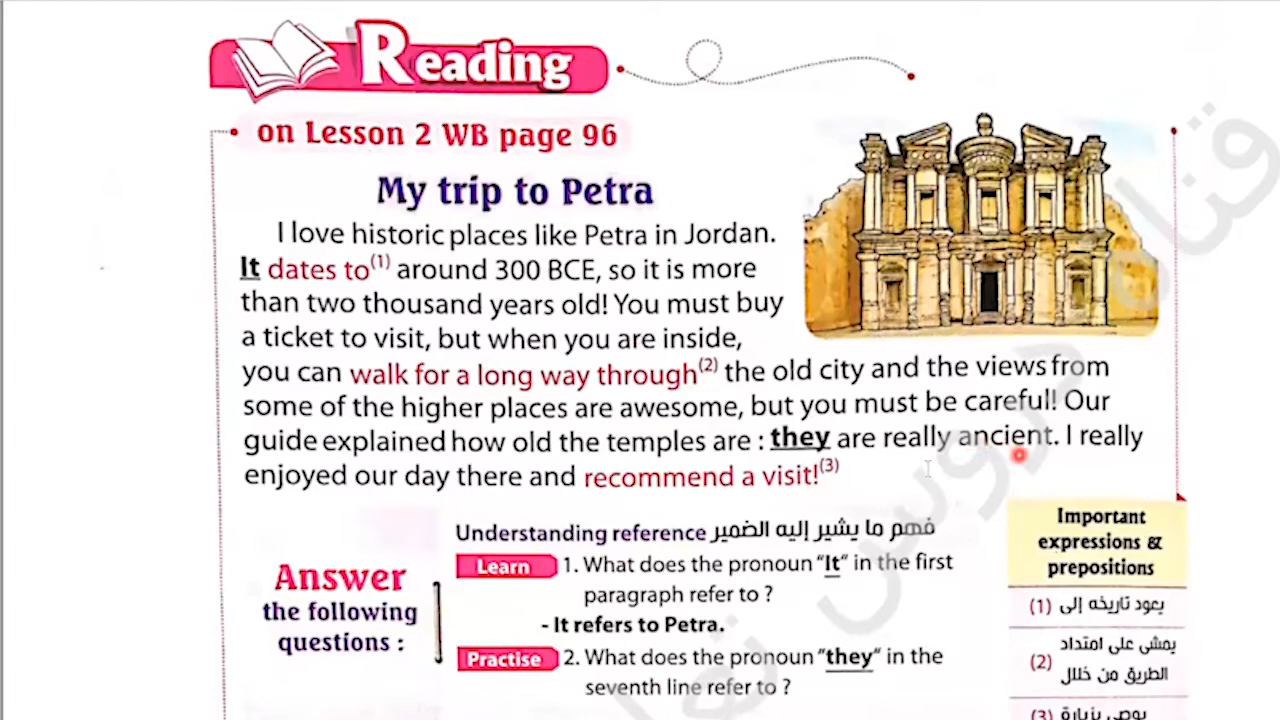 Reading
on Lesson 2 WB page 96
My trip to Petra
I love historic places like Petra in Jordan.
It dates to(1) around 300 BCE, so it is more
than two thousand years old! You must buy
a ticket to visit, but when you are inside,
you can walk for a long way through(2) the old city and the views from
some of the higher places are awesome, but you must be careful! Our
guide explained how old the temples are : they are really ancient. I really
enjoyed our day there and recommend a visit!(3)
Answer
the following
questions :
Understanding reference فهم ما يشير إليه الضمير
Learn 1. What does the pronoun "It" in the first
paragraph refer to ?
- It refers to Petra.
Practise 2. What does the pronoun "they" in the
seventh line refer to ?
Important
expressions &
prepositions
(1) يعود تاريخه إلى
(2) يمشى على امتداد
الطريق من خلال
(3) يوصى بزيارة
قناة دروس